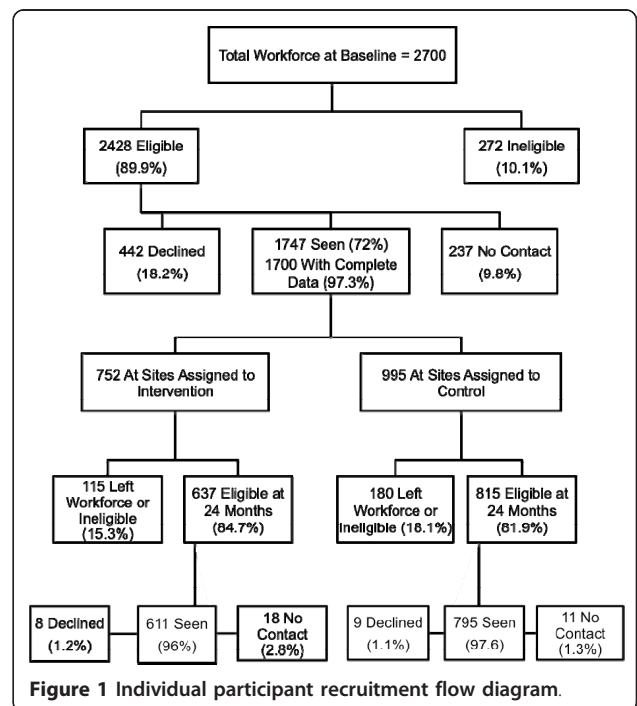 Total Workforce at Baseline = 2700
2428 Eligible
(89.9%)
272 Ineligible
(10.1%)
442 Declined
(18.2%)
1747 Seen (72%)
1700 With Complete
Data (97.3%)
237 No Contact
(9.8%)
752 At Sites Assigned to
Intervention
995 At Sites Assigned to
Control
115 Left
Workforce or
Ineligible
(15.3%)
637 Eligible at
24 Months
(84.7%)
180 Left
Workforce or
Ineligible (18.1%)
815 Eligible at
24 Months
(81.9%)
8 Declined
(1.2%)
611 Seen
(96%)
18 No
Contact
(2.8%)
9 Declined
(1.1%)
795 Seen
(97.6)
11 No
Contact
(1.3%)
Figure 1 Individual participant recruitment flow diagram.